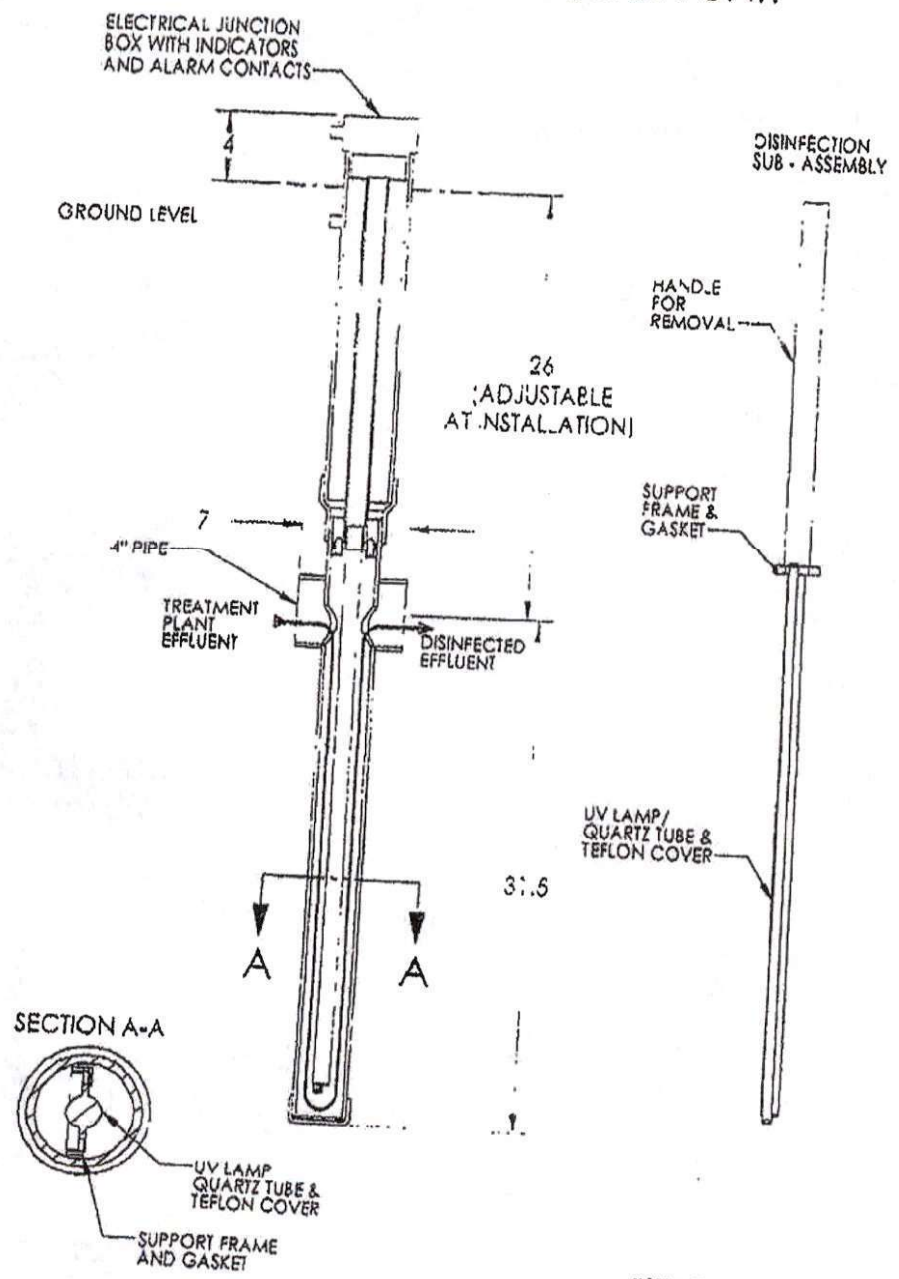 ELECTRICAL JUNCTION
BOX WITH INDICATORS
AND ALARM CONTACTS
4
GROUND LEVEL
DISINFECTION
SUB - ASSEMBLY
HANDLE
FOR
REMOVAL
26
(ADJUSTABLE
AT INSTALLATION)
SUPPORT
FRAME &
GASKET
7
4" PIPE
TREATMENT
PLANT
EFFLUENT
DISINFECTED
EFFLUENT
UV LAMP/
QUARTZ TUBE &
TEFLON COVER
A
A
SECTION A-A
UV LAMP
QUARTZ TUBE &
TEFLON COVER
SUPPORT FRAME
AND GASKET